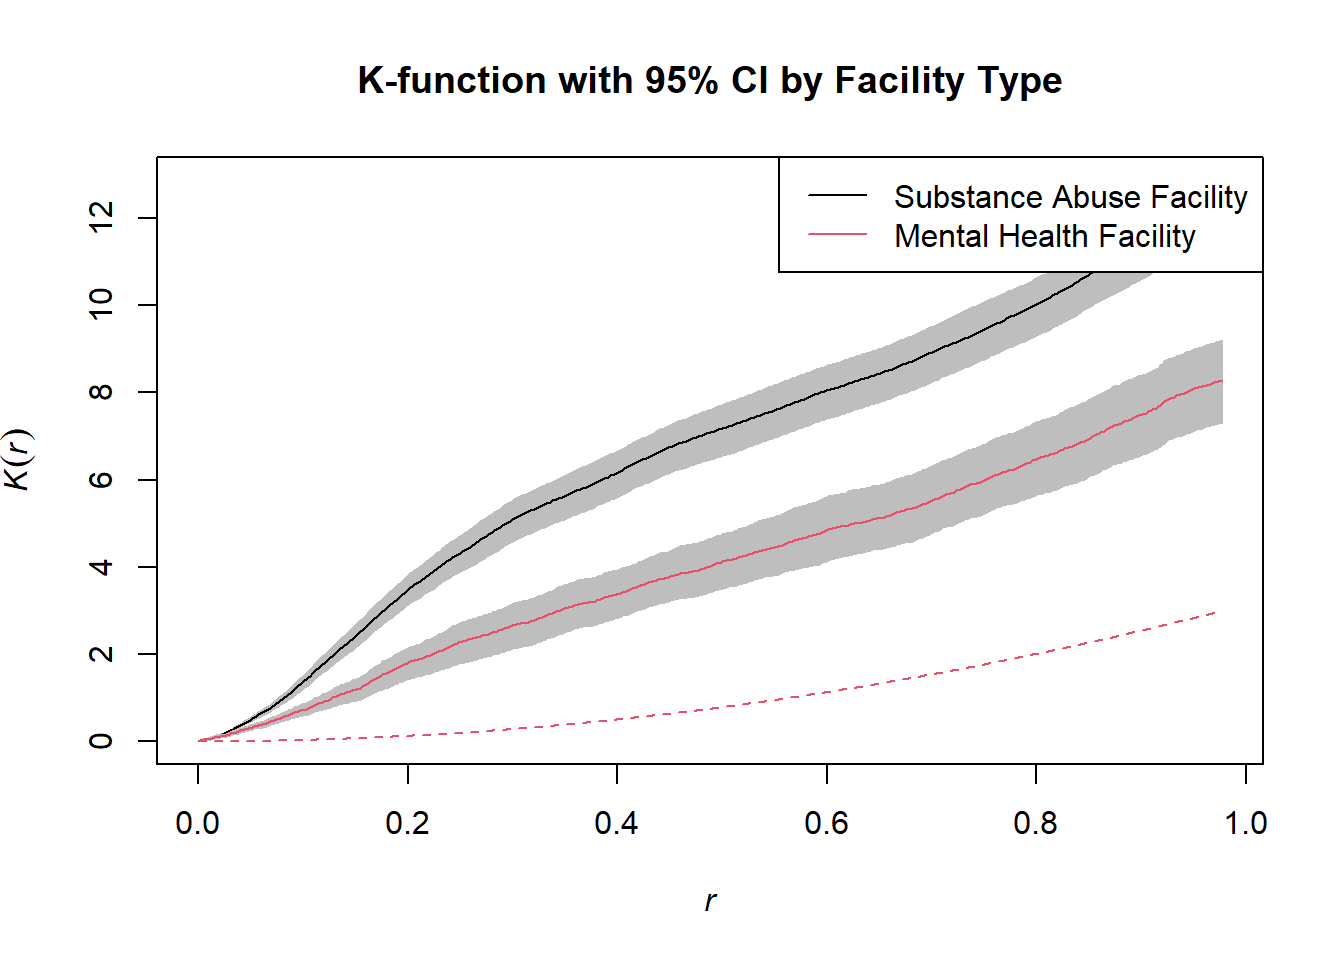 K-function with 95% CI by Facility Type
Substance Abuse Facility
Mental Health Facility
K(r)
12
10
8
6
4
2
0
0.0 0.2 0.4 0.6 0.8 1.0
r